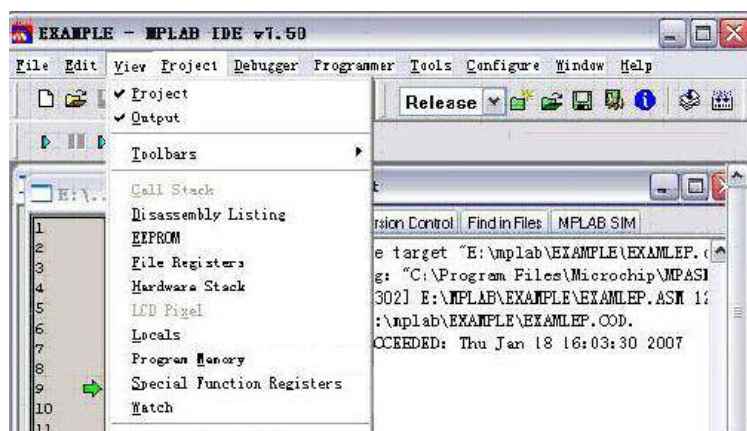 EXAMPLE - MPLAB IDE v7.50
File Edit View Project Debugger Programmer Tools Configure Window Help
Project
Output
Toolbars
Call Stack
Disassembly Listing
EEPROM
File Registers
Hardware Stack
LCD Pixel
Locals
Program Memory
Special Function Registers
Watch
Release
E:\..
1
2
3
4
5
6
7
8
9
10
11
t
rsion Control Find in Files MPLAB SIM
e target "E:\mplab\EXAMPLE\EXAMLEP.
g: "C:\Program Files\Microchip\MPASM
302] E:\MPLAB\EXAMPLE\EXAMLEP.ASM 12
:\mplab\EXAMPLE\EXAMLEP.COD.
CCEEDED: Thu Jan 18 16:03:30 2007